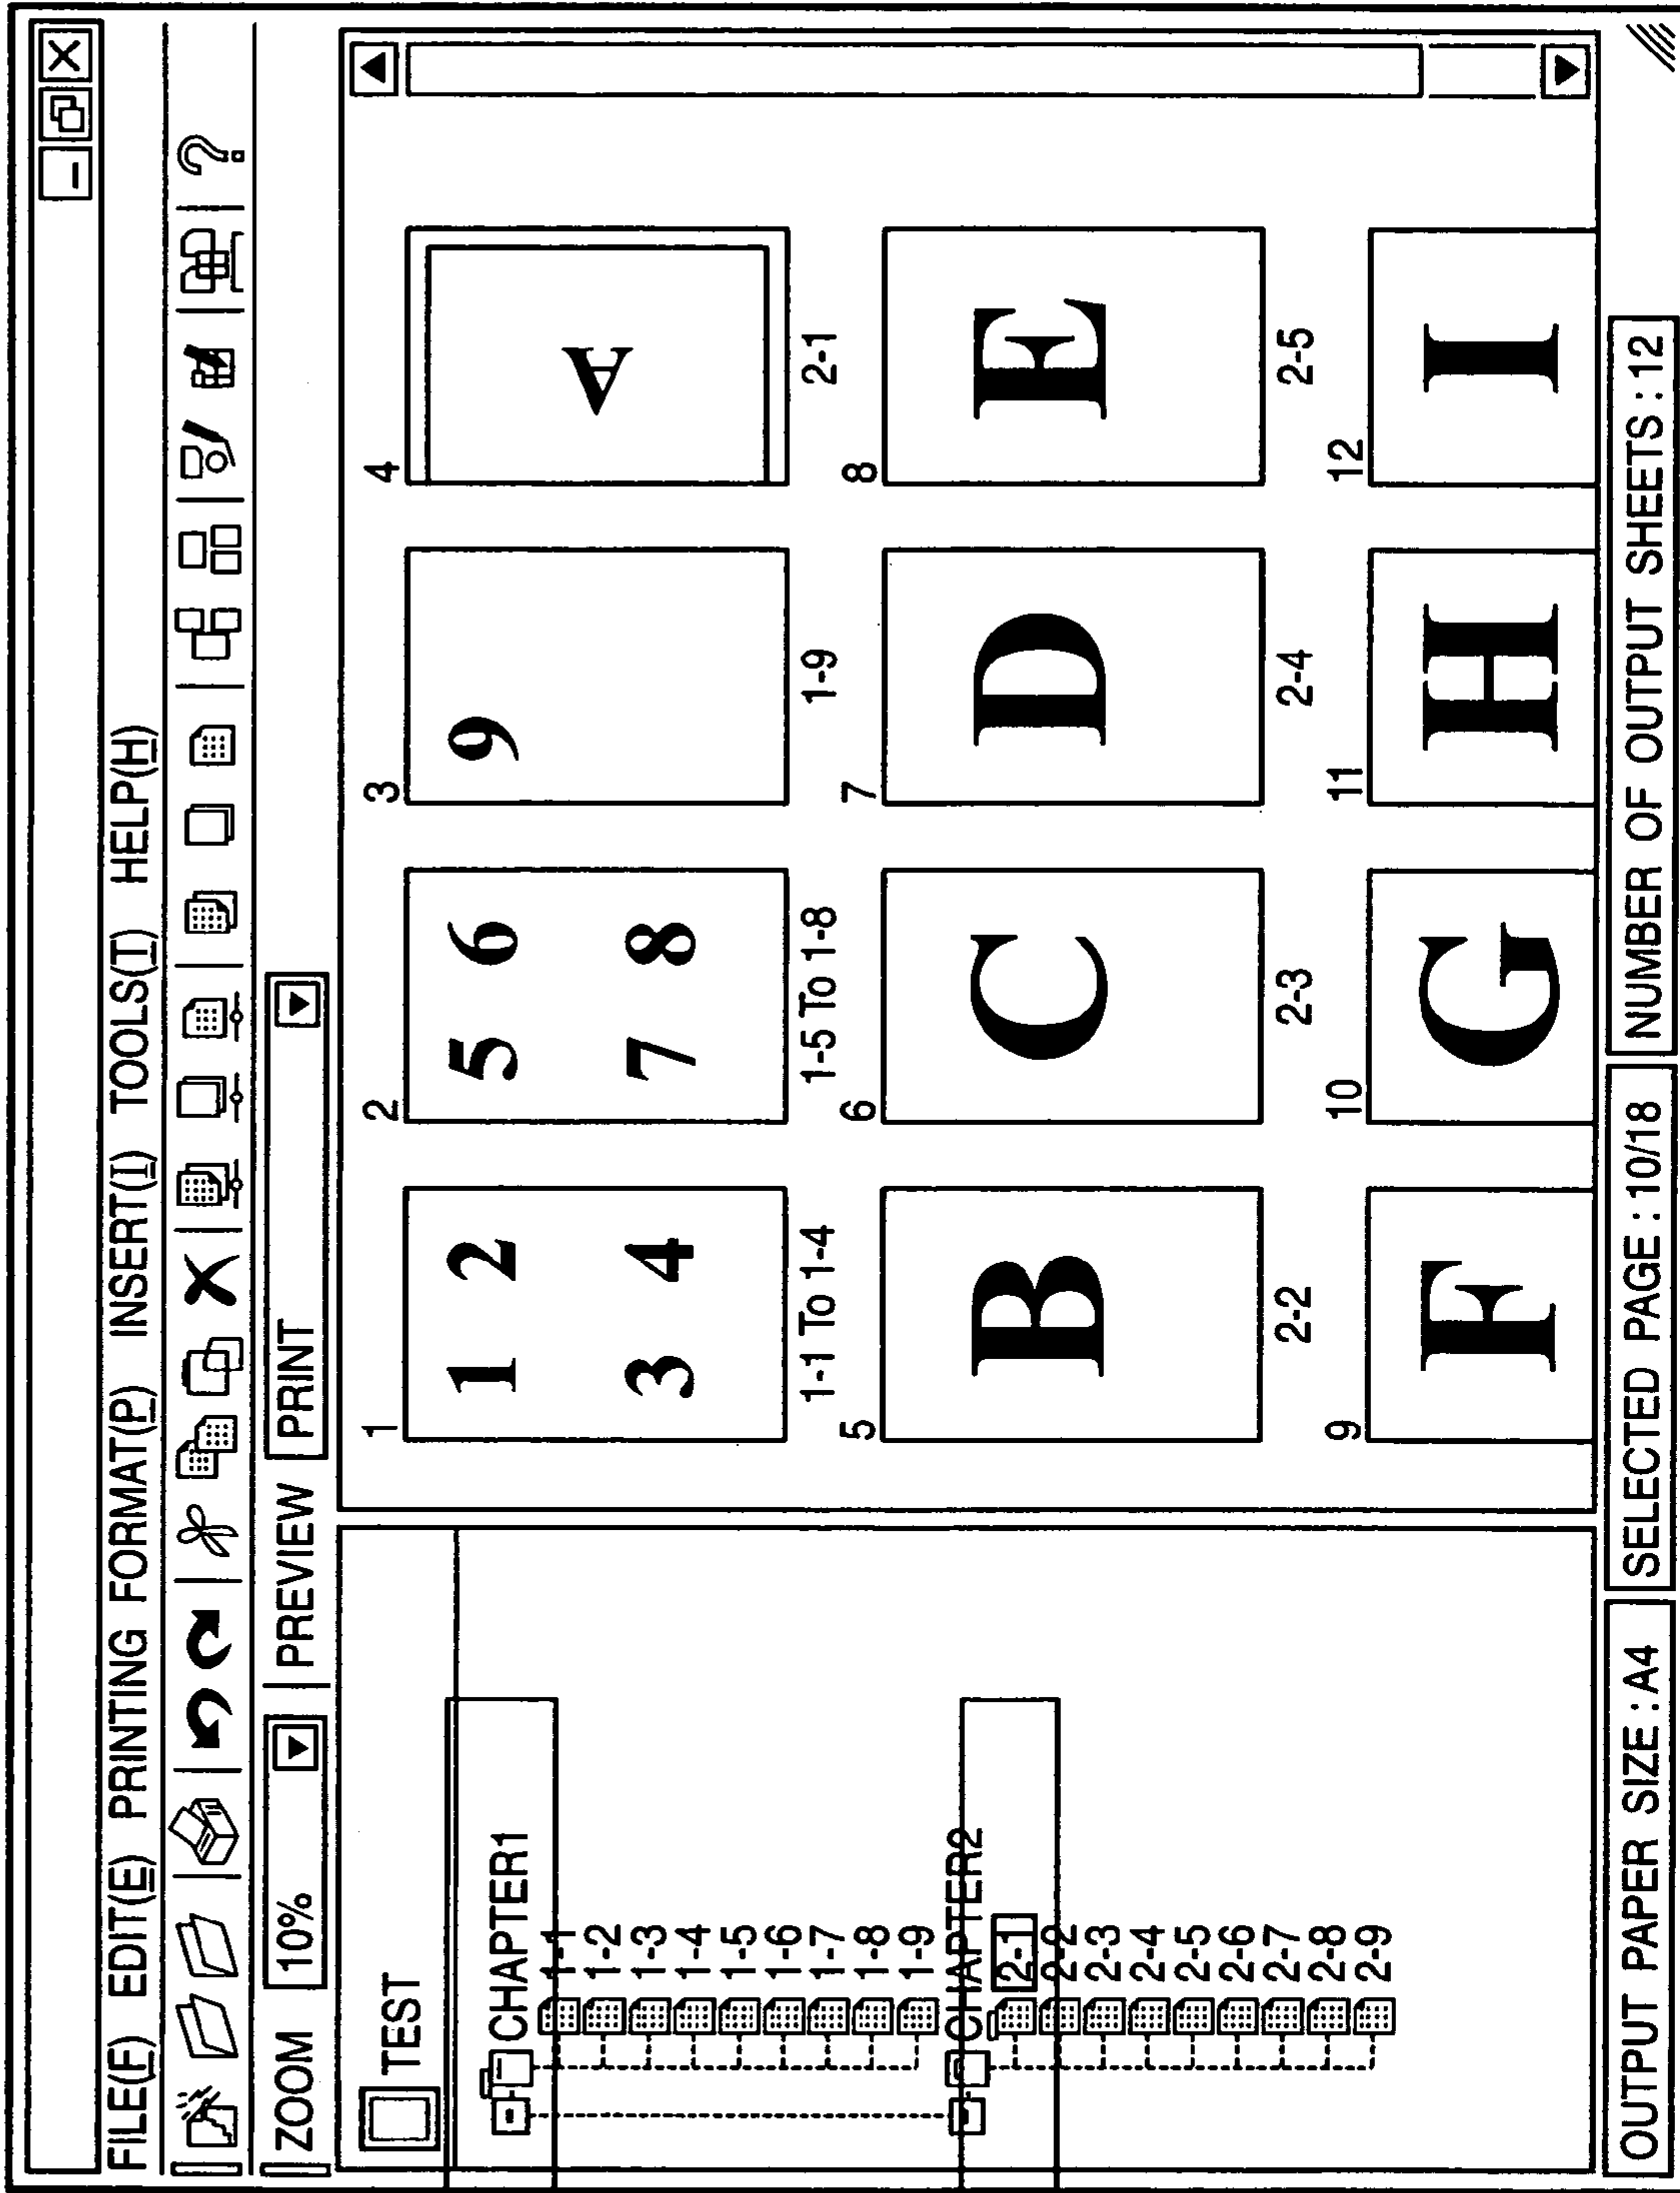 FILE(F) EDIT(E) PRINTING FORMAT(P) INSERT(I) TOOLS(T) HELP(H)
?
ZOOM 10% PREVIEW PRINT
TEST
CHAPTER1
1-1
1-2
1-3
1-4
1-5
1-6
1-7
1-8
1-9
CHAPTER2
2-1
2-2
2-3
2-4
2-5
2-6
2-7
2-8
2-9
1 2 3 4
1 2 5 6 9 A
3 4 7 8
1-1 To 1-4 1-5 To 1-8 1-9 2-1
5 6 7 8
B C D E
2-2 2-3 2-4 2-5
9 10 11 12
F G H I
OUTPUT PAPER SIZE : A4 SELECTED PAGE : 10/18 NUMBER OF OUTPUT SHEETS : 12